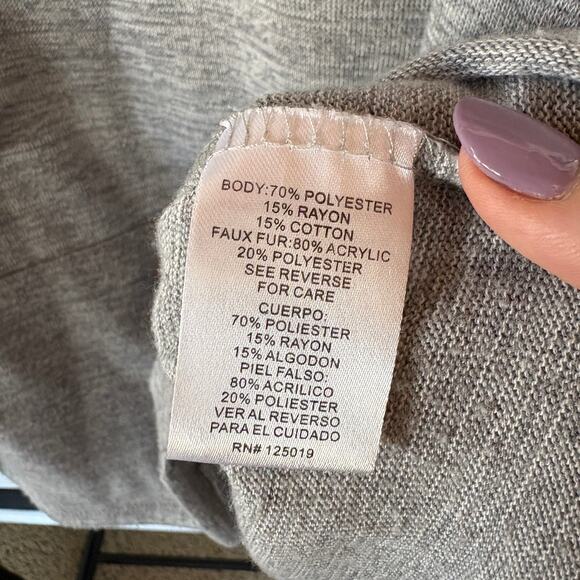 BODY:70% POLYESTER
15% RAYON
15% COTTON
FAUX FUR:80% ACRYLIC
20% POLYESTER
SEE REVERSE
FOR CARE
CUERPO:
70% POLIESTER
15% RAYON
15% ALGODON
PIEL FALSO:
80% ACRILICO
20% POLIESTER
VER AL REVERSO
PARA EL CUIDADO
RN# 125019